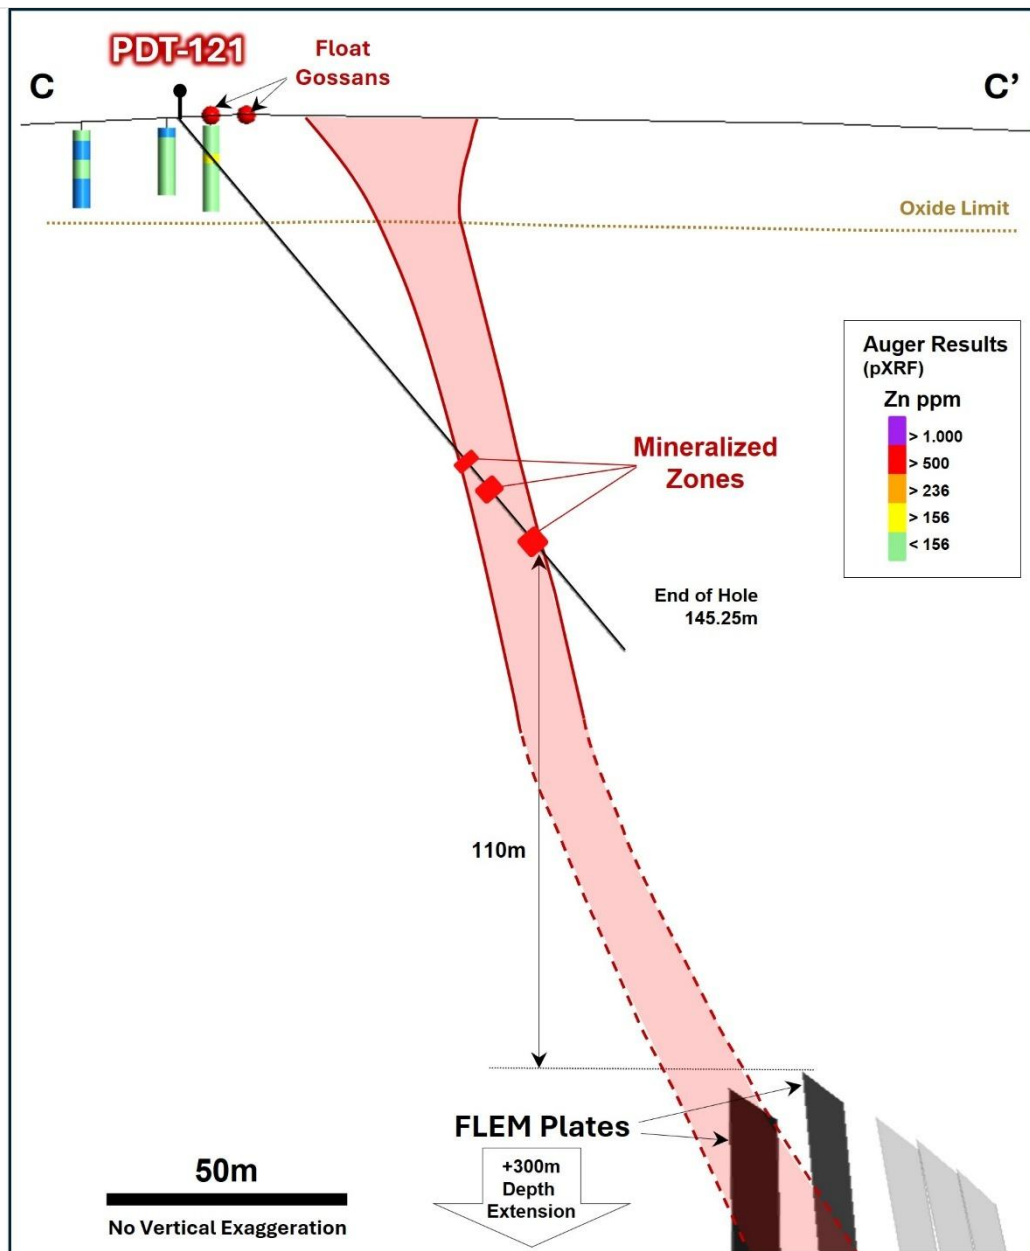 PDT-121
Float
Gossans
C
C’
Oxide Limit
Auger Results
(pXRF)
Zn ppm
> 1.000
> 500
> 236
> 156
< 156
Mineralized
Zones
End of Hole
145.25m
110m
FLEM Plates
+300m
Depth
Extension
50m
No Vertical Exaggeration